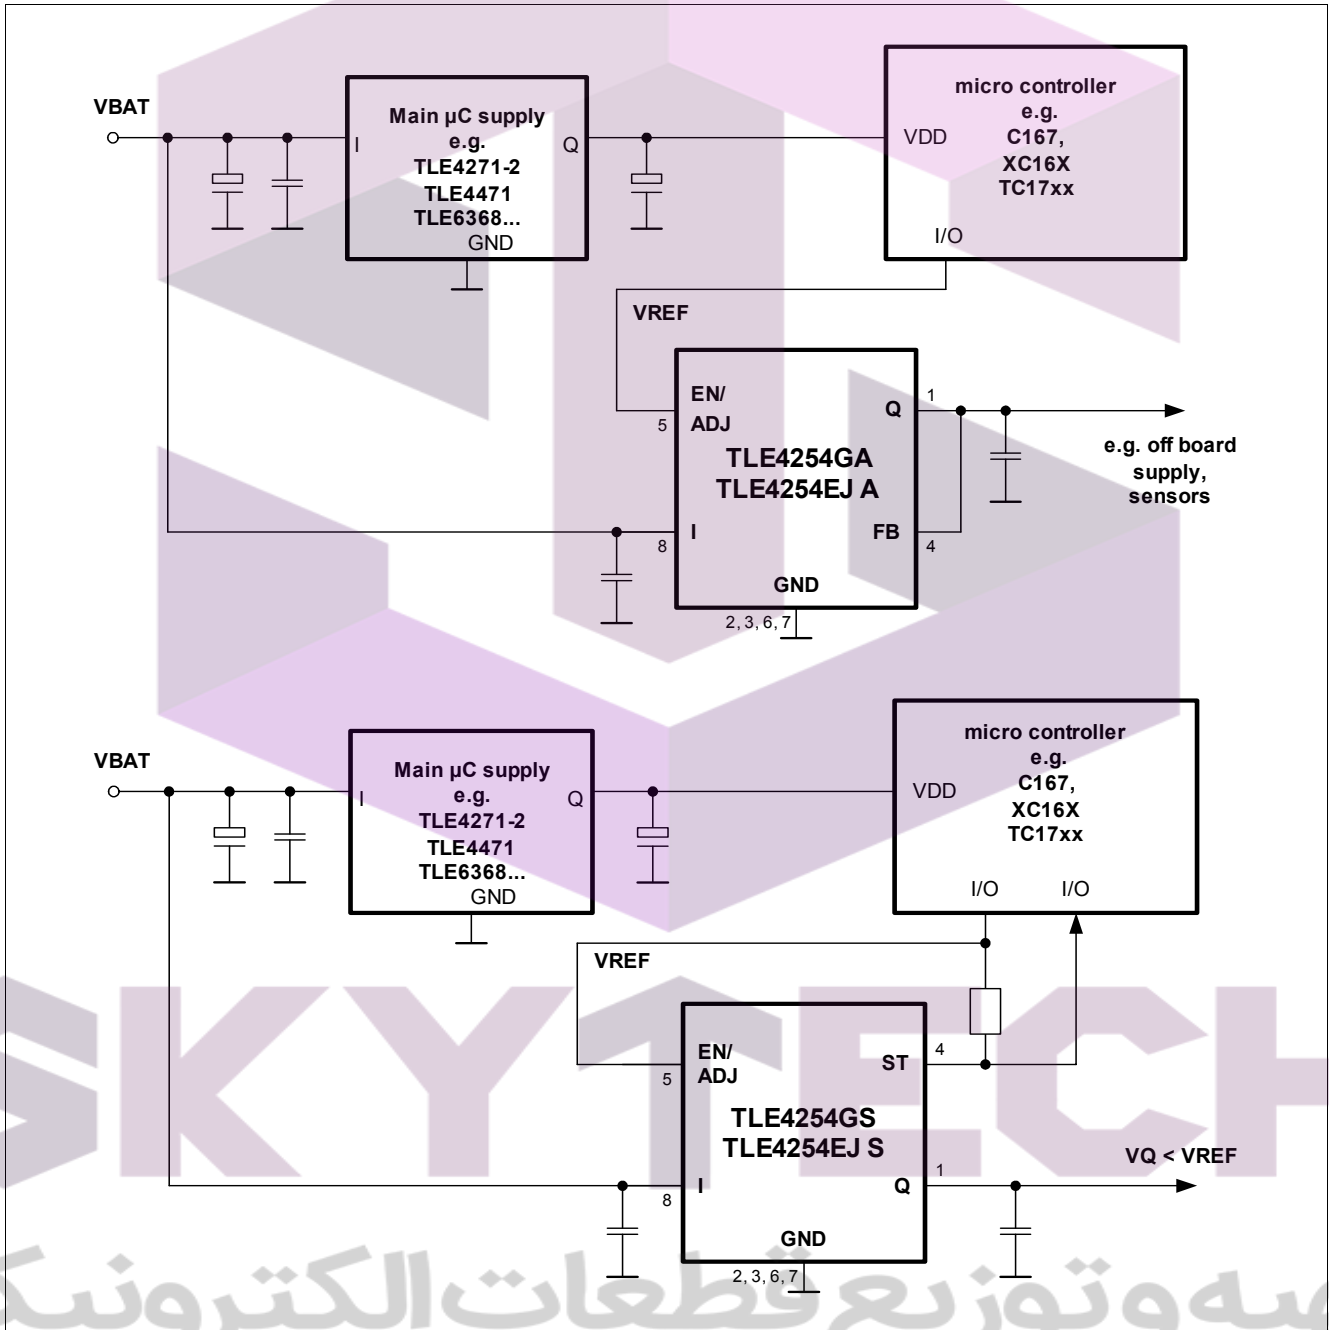 VBAT
Main µC supply
e.g.
TLE4271-2
TLE4471
TLE6368...
I
Q
GND
micro controller
e.g.
C167,
XC16X
TC17xx
VDD
I/O
VREF
EN/
ADJ
5
Q
1
TLE4254GA
TLE4254EJ A
I
8
FB
4
GND
2, 3, 6, 7
e.g. off board
supply,
sensors
VBAT
Main µC supply
e.g.
TLE4271-2
TLE4471
TLE6368...
I
Q
GND
micro controller
e.g.
C167,
XC16X
TC17xx
VDD
I/O
I/O
VREF
EN/
ADJ
5
ST
4
TLE4254GS
TLE4254EJ S
I
8
Q
1
GND
2, 3, 6, 7
VQ < VREF
SKYTECH
وتوزیع قطعات